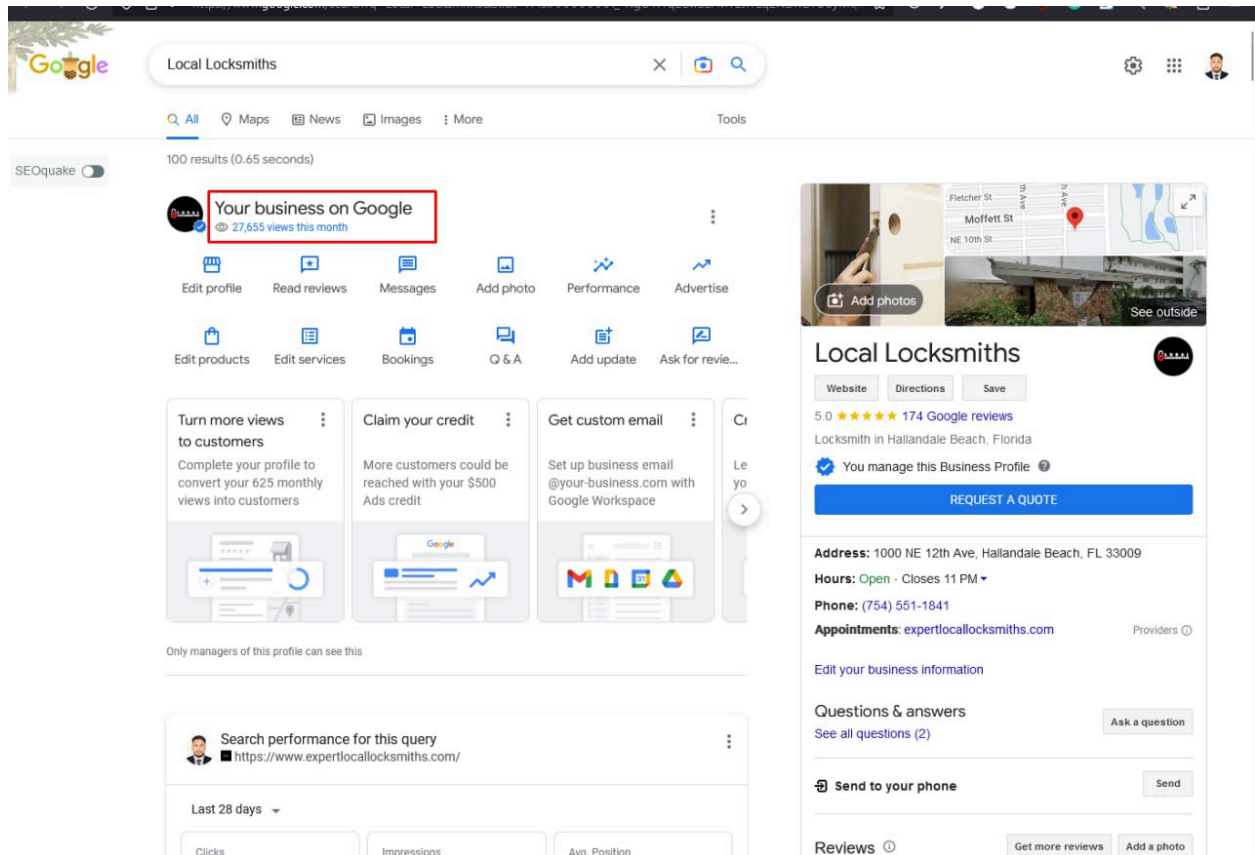 Google
Local Locksmiths
All
Maps
News
Images
More
Tools
SEOquake
100 results (0.65 seconds)
Your business on Google
27,655 views this month
Edit profile
Read reviews
Messages
Add photo
Performance
Advertise
Edit products
Edit services
Bookings
Q & A
Add update
Ask for revie...
Turn more views
to customers
Complete your profile to
convert your 625 monthly
views into customers
Claim your credit
More customers could be
reached with your $500
Ads credit
Google
Get custom email
Set up business email
@your-business.com with
Google Workspace
31
Cr
Le
yo
Only managers of this profile can see this
Search performance for this query
https://www.expertlocallocksmiths.com/
Last 28 days
Clicks
Impressions
Avg. Position
Fletcher St
Moffett St
NE 10th St
Add photos
See outside
Local Locksmiths
Website
Directions
Save
5.0 ★★★★★ 174 Google reviews
Locksmith in Hallandale Beach, Florida
You manage this Business Profile
REQUEST A QUOTE
Address: 1000 NE 12th Ave, Hallandale Beach, FL 33009
Hours: Open · Closes 11 PM
Phone: (754) 551-1841
Appointments: expertlocallocksmiths.com
Providers
Edit your business information
Questions & answers
See all questions (2)
Ask a question
Send to your phone
Send
Reviews
Get more reviews
Add a photo